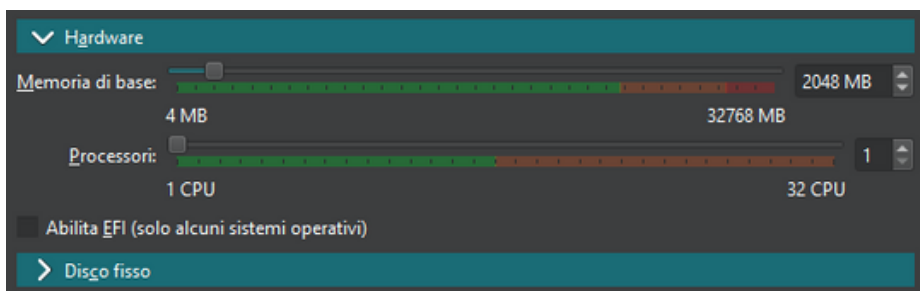 Hardware
Memoria di base: 2048 MB
4 MB 32768 MB
Processori: 1
1 CPU 32 CPU
Abilita EFI (solo alcuni sistemi operativi)
Disco fisso